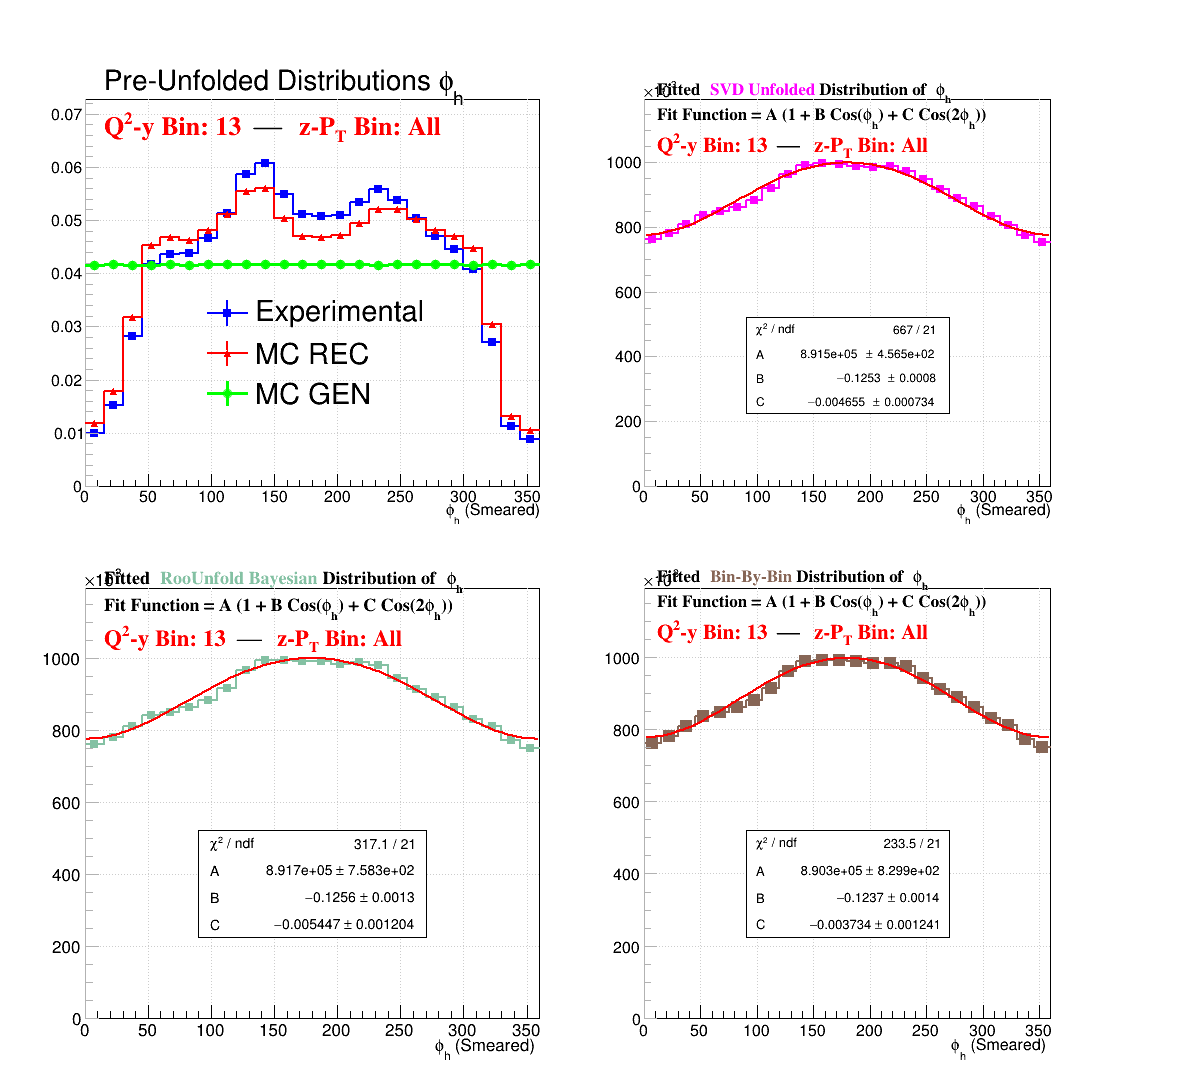 Pre-Unfolded Distributions ϕh
Q²-y Bin: 13 — z-PT Bin: All
0.07
0.06
0.05
0.04
0.03
0.02
0.01
0
Experimental
MC REC
MC GEN
0 50 100 150 200 250 300 350
ϕh (Smeared)
Fitted SVD Unfolded Distribution of ϕh
Fit Function = A (1 + B Cos(ϕh) + C Cos(2ϕh))
Q²-y Bin: 13 — z-PT Bin: All
1000
800
600
400
200
0
χ² / ndf 667 / 21
A 8.915e+05 ± 4.565e+02
B −0.1253 ± 0.0008
C −0.004655 ± 0.000734
0 50 100 150 200 250 300 350
ϕh (Smeared)
Fitted RooUnfold Bayesian Distribution of ϕh
Fit Function = A (1 + B Cos(ϕh) + C Cos(2ϕh))
Q²-y Bin: 13 — z-PT Bin: All
1000
800
600
400
200
0
χ² / ndf 317.1 / 21
A 8.917e+05 ± 7.583e+02
B −0.1256 ± 0.0013
C −0.005447 ± 0.001204
0 50 100 150 200 250 300 350
ϕh (Smeared)
Fitted Bin-By-Bin Distribution of ϕh
Fit Function = A (1 + B Cos(ϕh) + C Cos(2ϕh))
Q²-y Bin: 13 — z-PT Bin: All
1000
800
600
400
200
0
χ² / ndf 233.5 / 21
A 8.903e+05 ± 8.299e+02
B −0.1237 ± 0.0014
C −0.003734 ± 0.001241
0 50 100 150 200 250 300 350
ϕh (Smeared)